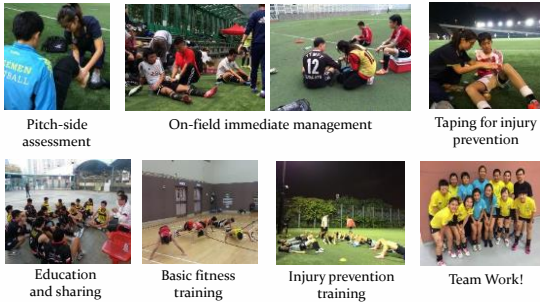 Pitch-side
assessment
On-field immediate management
Taping for injury
prevention
Education
and sharing
Basic fitness
training
Injury prevention
training
Team Work!
12